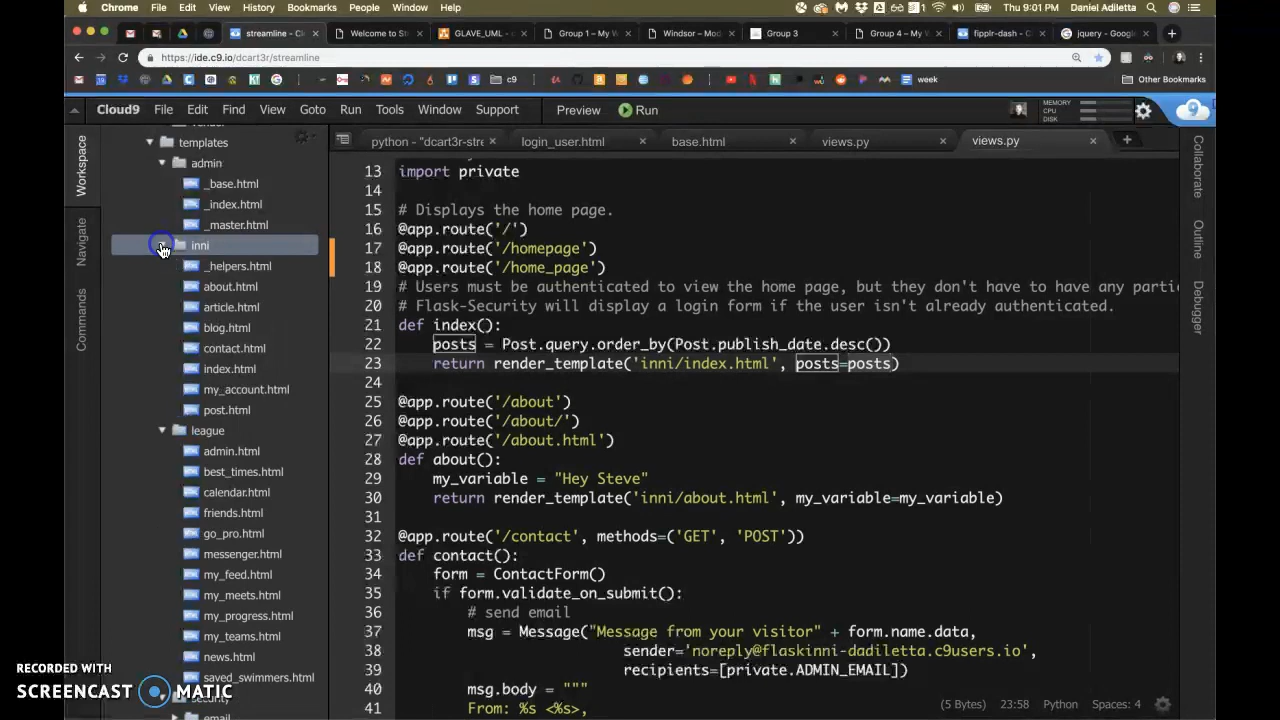 Chrome File Edit View History Bookmarks People Window Help
Thu 9:01 PM Daniel Adiletta
streamline - Cl
Welcome to St
GLAVE_UML - c
Group 1 – My W
Windsor – Mod
Group 3
Group 4 – My W
fipplr-dash - C
jquery - Googl
https://ide.c9.io/dcart3r/streamline
c9
week
Other Bookmarks
Cloud9 File Edit Find View Goto Run Tools Window Support Preview Run
MEMORY
CPU
DISK
Workspace
Navigate
Commands
templates
admin
_base.html
_index.html
_master.html
inni
_helpers.html
about.html
article.html
blog.html
contact.html
index.html
my_account.html
post.html
league
admin.html
best_times.html
calendar.html
friends.html
go_pro.html
messenger.html
my_feed.html
my_meets.html
my_progress.html
my_teams.html
news.html
saved_swimmers.html
security
email
python - "dcart3r-stre
login_user.html
base.html
views.py
views.py
13 import private
14
15 # Displays the home page.
16 @app.route('/')
17 @app.route('/homepage')
18 @app.route('/home_page')
19 # Users must be authenticated to view the home page, but they don't have to have any partic
20 # Flask-Security will display a login form if the user isn't already authenticated.
21 def index():
22 posts = Post.query.order_by(Post.publish_date.desc())
23 return render_template('inni/index.html', posts=posts)
24
25 @app.route('/about')
26 @app.route('/about/')
27 @app.route('/about.html')
28 def about():
29 my_variable = "Hey Steve"
30 return render_template('inni/about.html', my_variable=my_variable)
31
32 @app.route('/contact', methods=('GET', 'POST'))
33 def contact():
34 form = ContactForm()
35 if form.validate_on_submit():
36 # send email
37 msg = Message("Message from your visitor" + form.name.data,
38 sender='noreply@flaskinni-dadiletta.c9users.io',
39 recipients=[private.ADMIN_EMAIL])
40 msg.body = """
41 From: %s <%s>,
(5 Bytes) 23:58 Python Spaces: 4
Collaborate
Outline
Debugger
RECORDED WITH
SCREENCAST MATIC